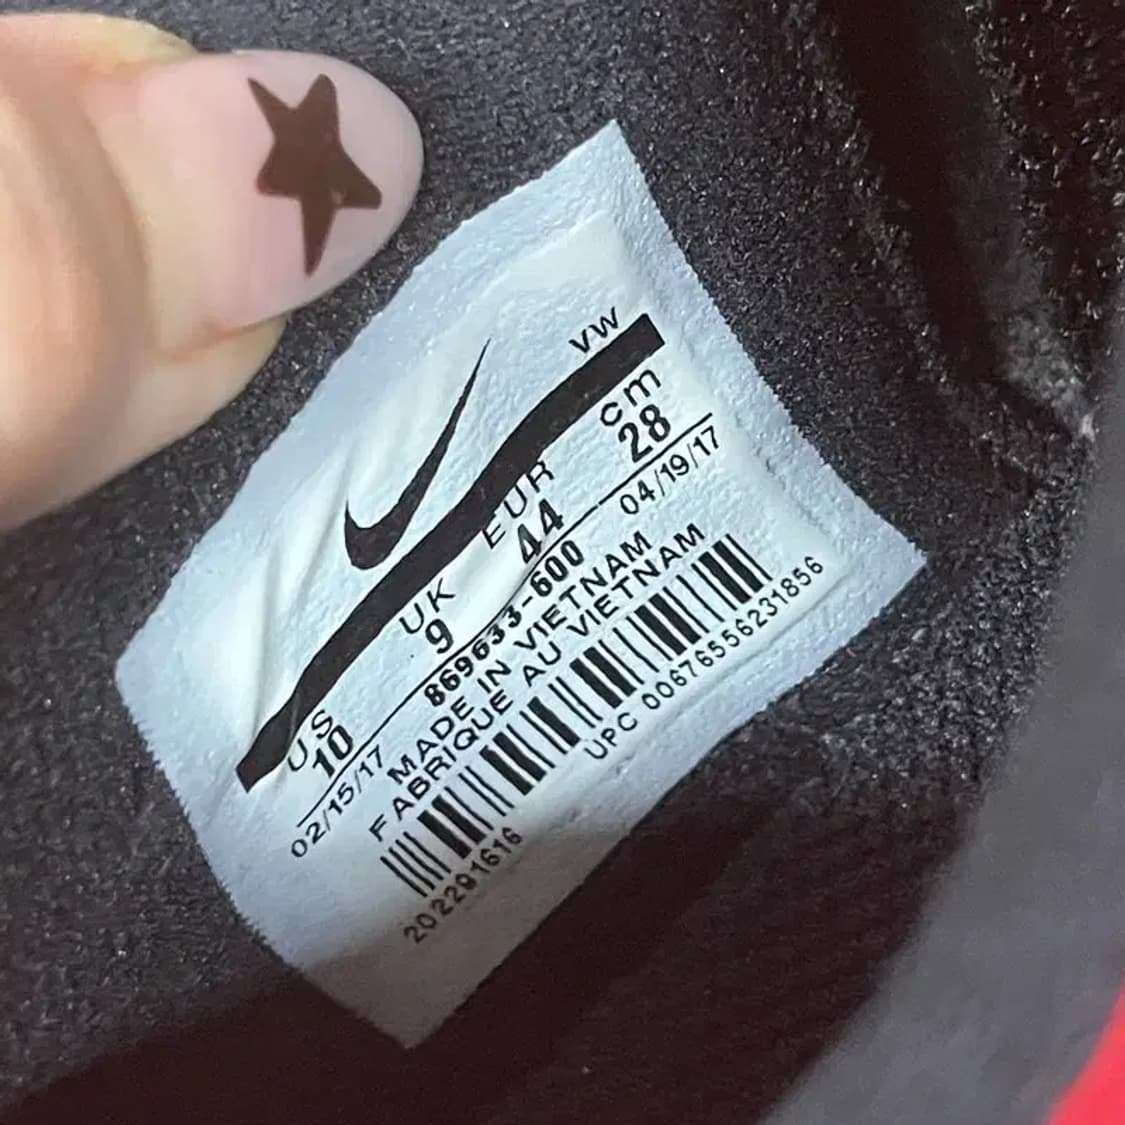 VW
US UK EUR cm
10 9 44 28
02/15/17 869633-600 04/19/17
MADE IN VIETNAM
FABRIQUE AU VIETNAM
202291616 UPC 00676556231856